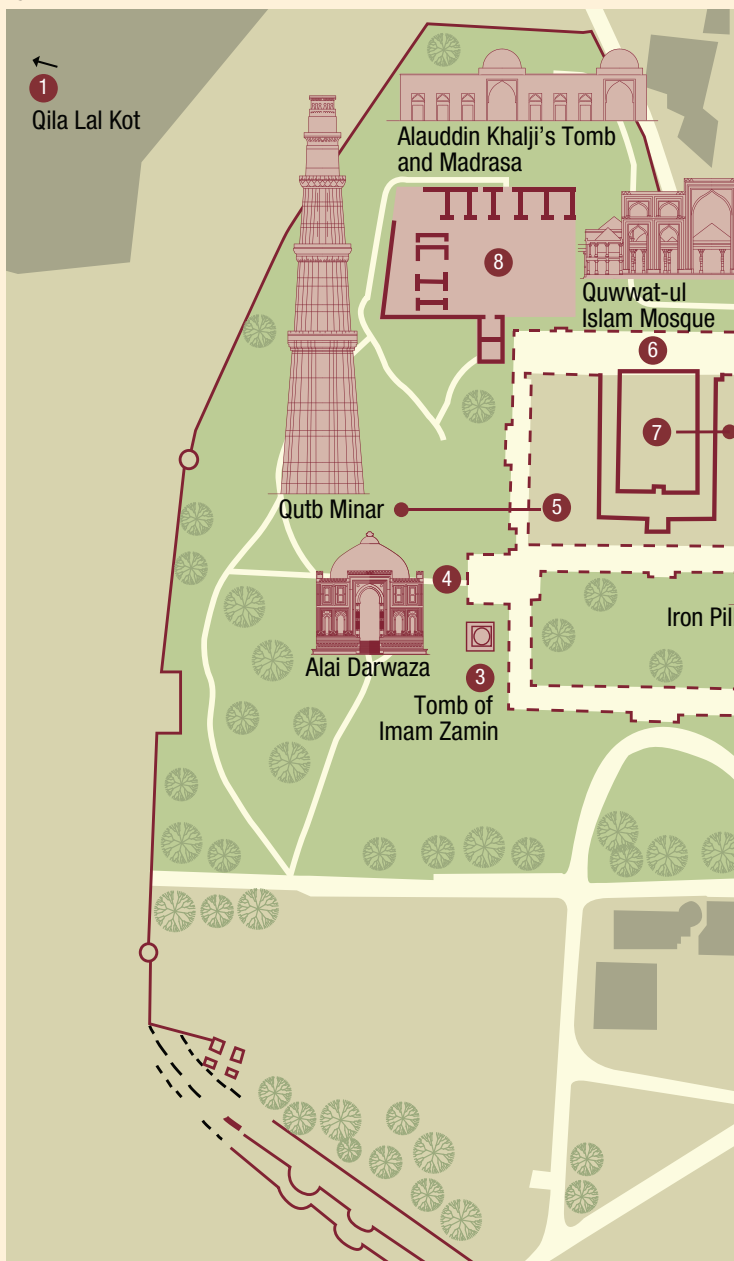 1
Qila Lal Kot
Alauddin Khalji's Tomb
and Madrasa
8
Quwwat-ul
Islam Mosque
6
7
Qutb Minar
5
4
Iron Pil
Alai Darwaza
3
Tomb of
Imam Zamin